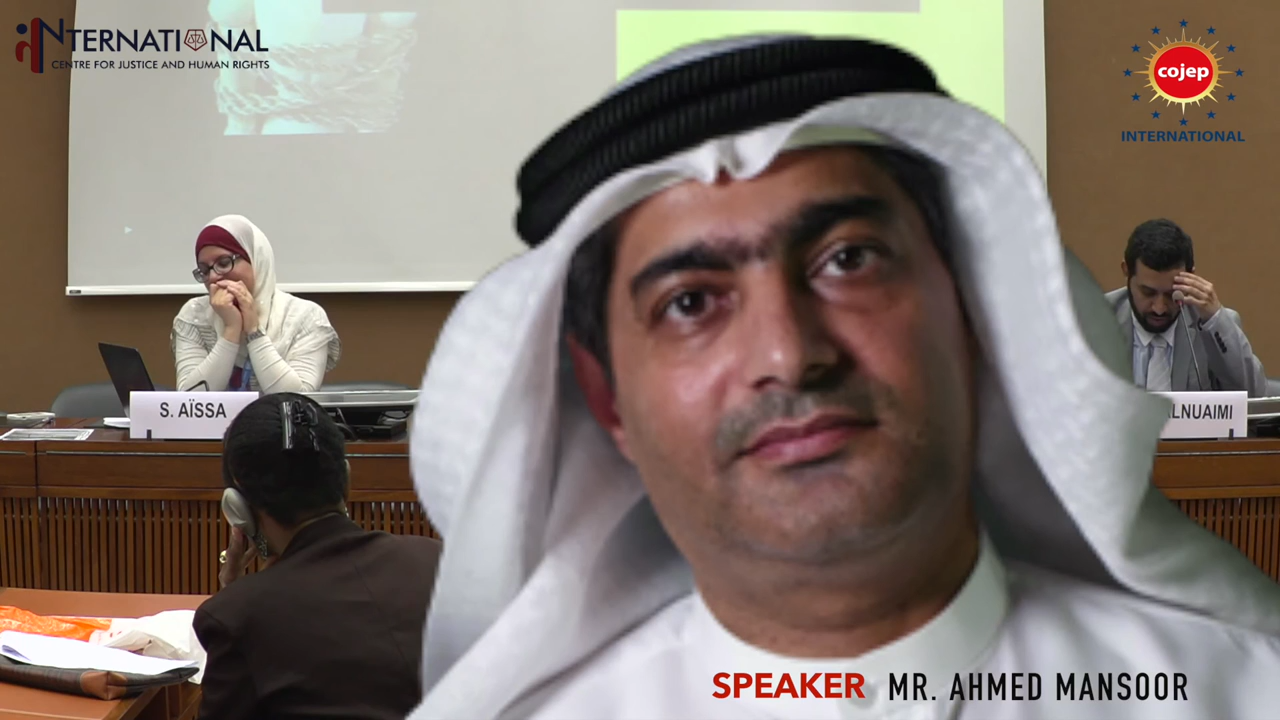 INTERNATIONAL
CENTRE FOR JUSTICE AND HUMAN RIGHTS
cojep
INTERNATIONAL
S. AÏSSA
ALNUAIMI
SPEAKER MR. AHMED MANSOOR